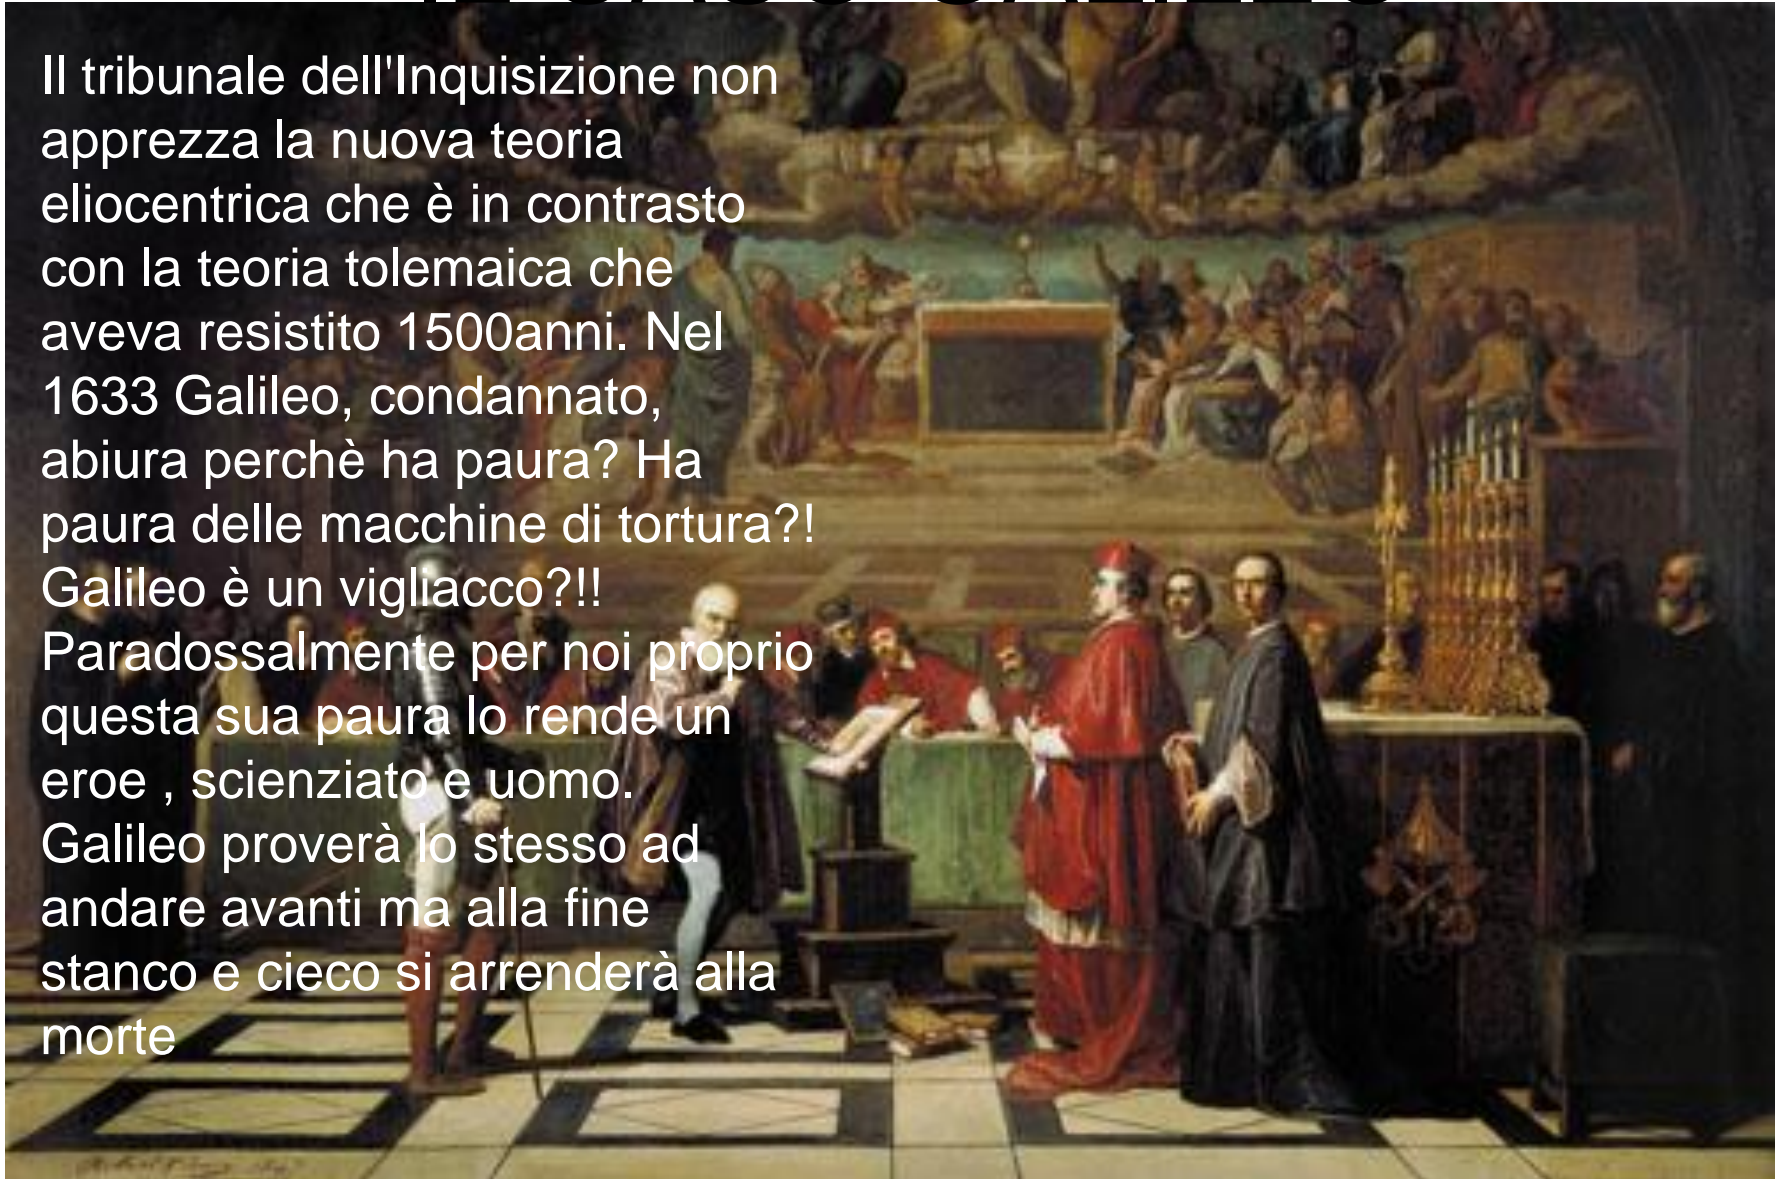 Il tribunale dell'Inquisizione non
apprezza la nuova teoria
eliocentrica che è in contrasto
con la teoria tolemaica che
aveva resistito 1500anni. Nel
1633 Galileo, condannato,
abiura perchè ha paura? Ha
paura delle macchine di tortura?!
Galileo è un vigliacco?!!
Paradossalmente per noi proprio
questa sua paura lo rende un
eroe , scienziato e uomo.
Galileo proverà lo stesso ad
andare avanti ma alla fine
stanco e cieco si arrenderà alla
morte